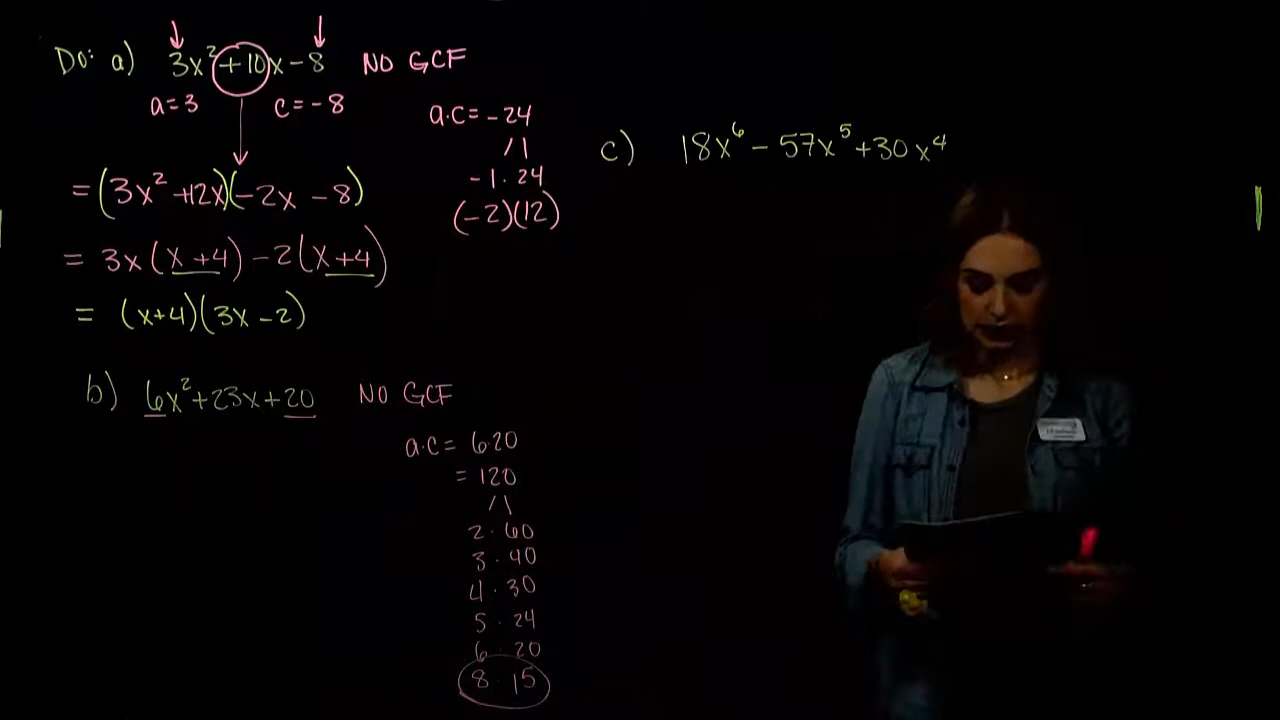 Do: a) 3x²+10x-8 NO GCF
a=3 c=-8
a·c=-24
-1·24
(-2)(12)
=(3x²+12x)(-2x-8)
= 3x(x+4)-2(x+4)
= (x+4)(3x-2)
b) 6x²+23x+20 NO GCF
a·c= 6·20
= 120
2·60
3·40
4·30
5·24
6·20
8·15
c) 18x⁶-57x⁵+30x⁴